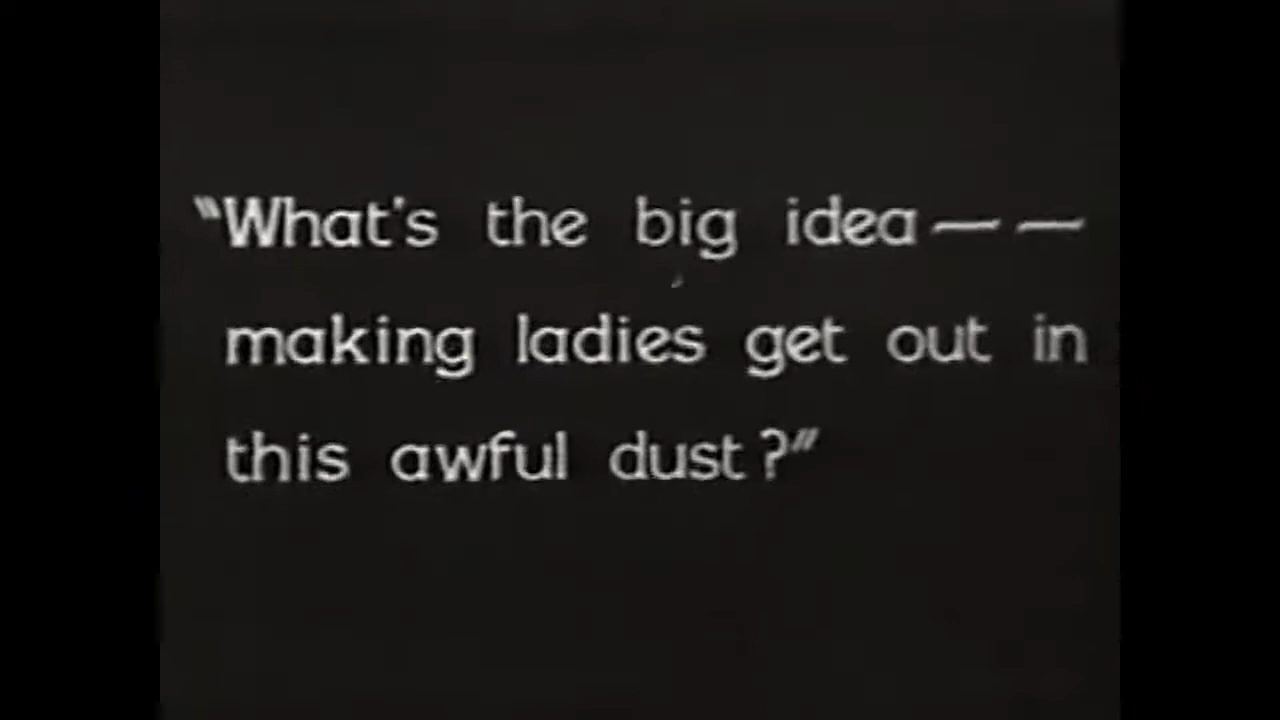 "What's the big idea — —
making ladies get out in
this awful dust?"